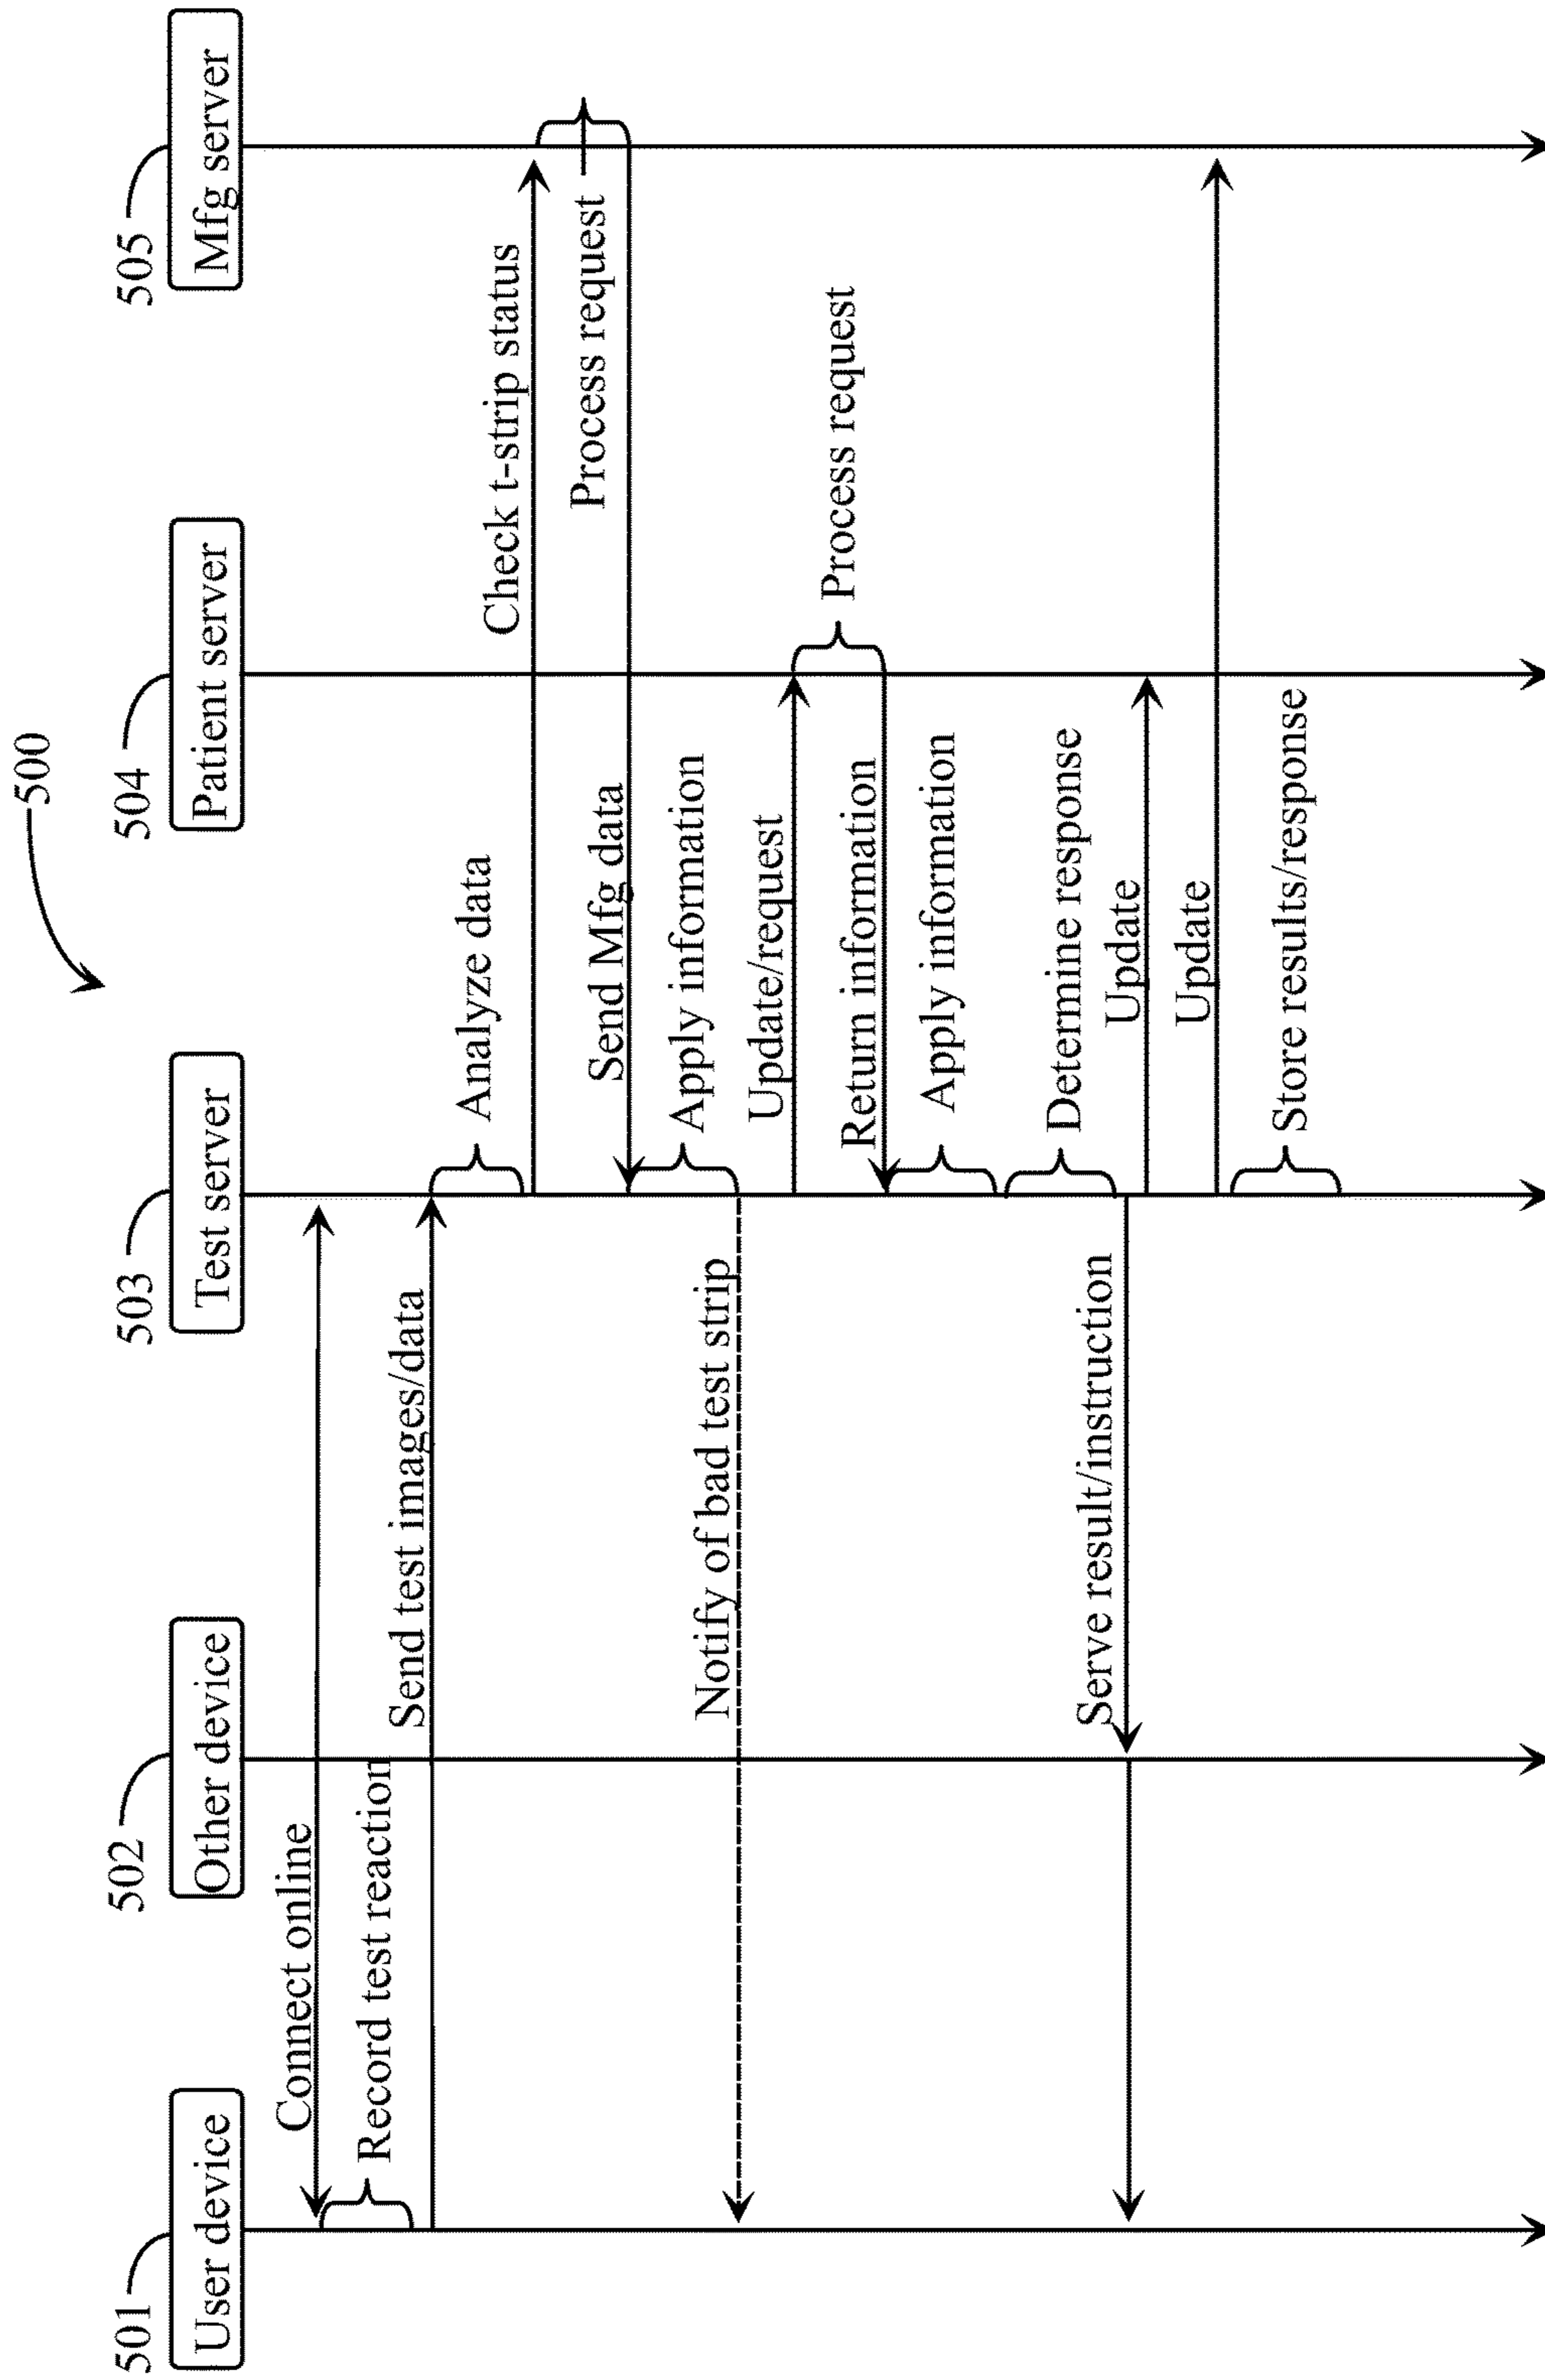 500
501
502
503
504
505
User device
Other device
Test server
Patient server
Mfg server
Connect online
Record test reaction
Send test images/data
Analyze data
Check t-strip status
Process request
Send Mfg data
Apply information
Notify of bad test strip
Update/request
Process request
Return information
Apply information
Determine response
Serve result/instruction
Update
Update
Store results/response